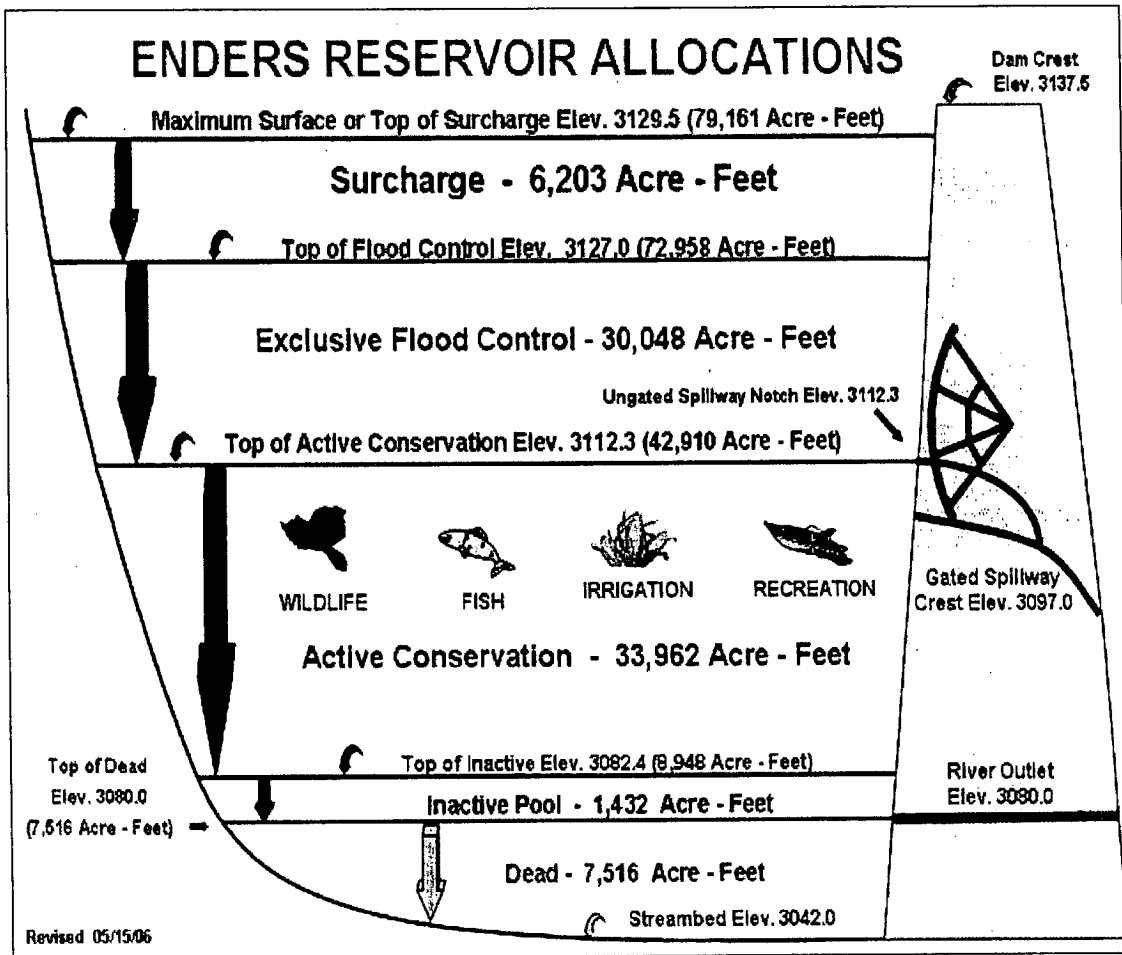 ENDERS RESERVOIR ALLOCATIONS
Dam Crest
Elev. 3137.5
Maximum Surface or Top of Surcharge Elev. 3129.5 (79,161 Acre - Feet)
Surcharge - 6,203 Acre - Feet
Top of Flood Control Elev. 3127.0 (72,958 Acre - Feet)
Exclusive Flood Control - 30,048 Acre - Feet
Ungated Spillway Notch Elev. 3112.3
Top of Active Conservation Elev. 3112.3 (42,910 Acre - Feet)
WILDLIFE
FISH
IRRIGATION
RECREATION
Gated Spillway
Crest Elev. 3097.0
Active Conservation - 33,962 Acre - Feet
Top of Inactive Elev. 3082.4 (8,948 Acre - Feet)
Top of Dead
Elev. 3080.0
(7,516 Acre - Feet)
Inactive Pool - 1,432 Acre - Feet
River Outlet
Elev. 3080.0
Dead - 7,516 Acre - Feet
Streambed Elev. 3042.0
Revised 05/15/06